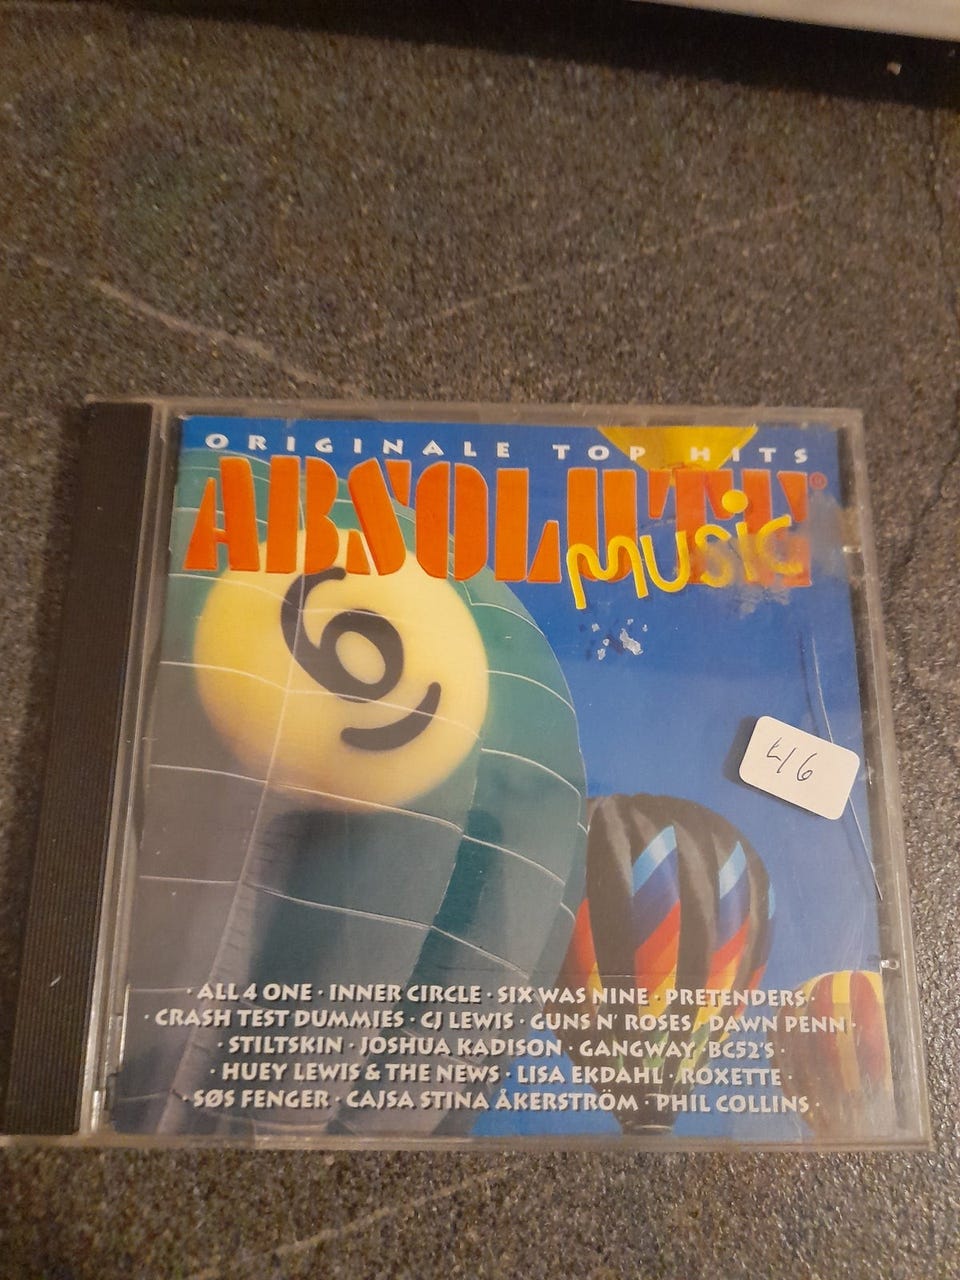 ORIGINALE TOP HITS
ABSOLUTE®
MUSIC
6
46
· ALL 4 ONE · INNER CIRCLE · SIX WAS NINE · PRETENDERS ·
· CRASH TEST DUMMIES · CJ LEWIS · GUNS N' ROSES · DAWN PENN ·
· STILTSKIN · JOSHUA KADISON · GANGWAY · BC52'S ·
· HUEY LEWIS & THE NEWS · LISA EKDAHL · ROXETTE ·
· SØS FENGER · CAJSA STINA ÅKERSTRÖM · PHIL COLLINS ·